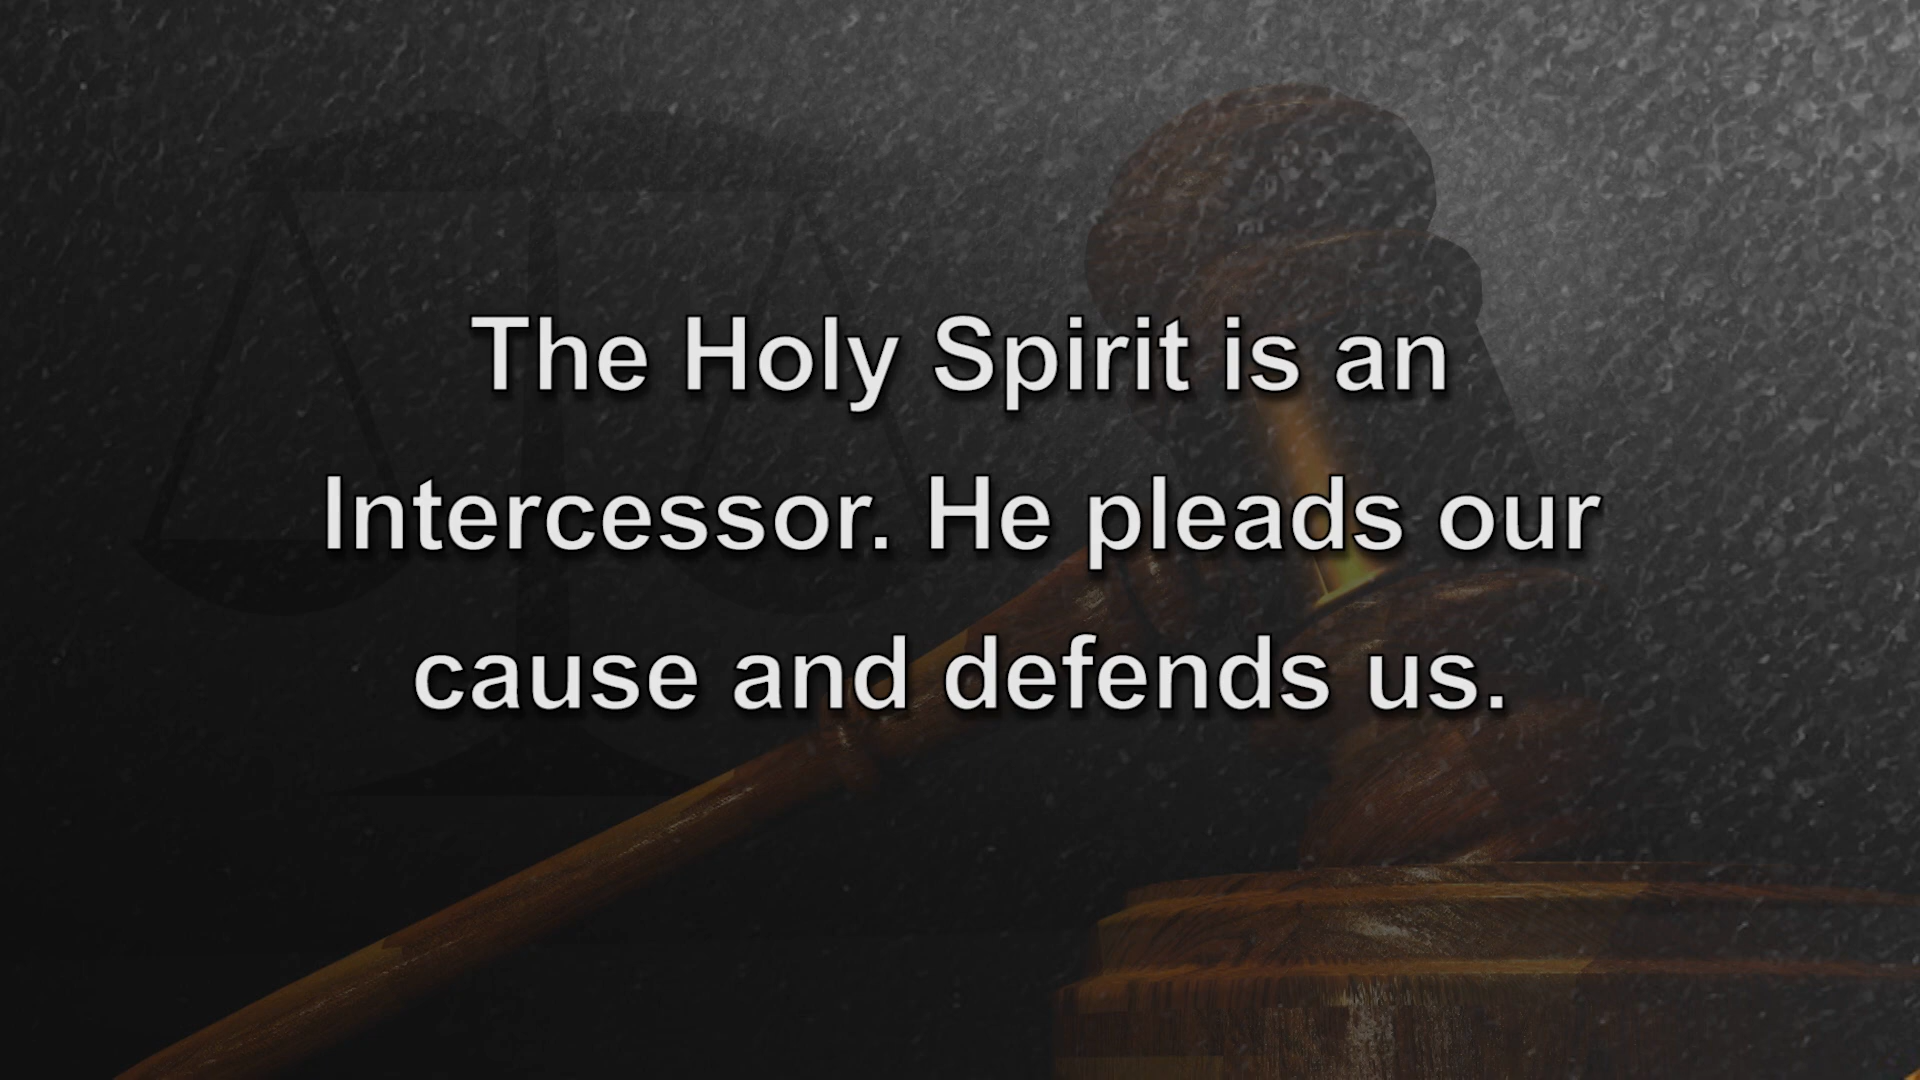 The Holy Spirit is an
Intercessor. He pleads our
cause and defends us.